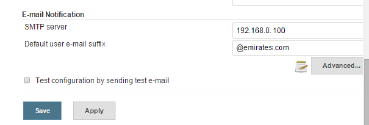 E-mail Notification
SMTP server
192.168.0.100
Default user e-mail suffix
@emirates.com
Advanced...
Test configuration by sending test e-mail
Save
Apply